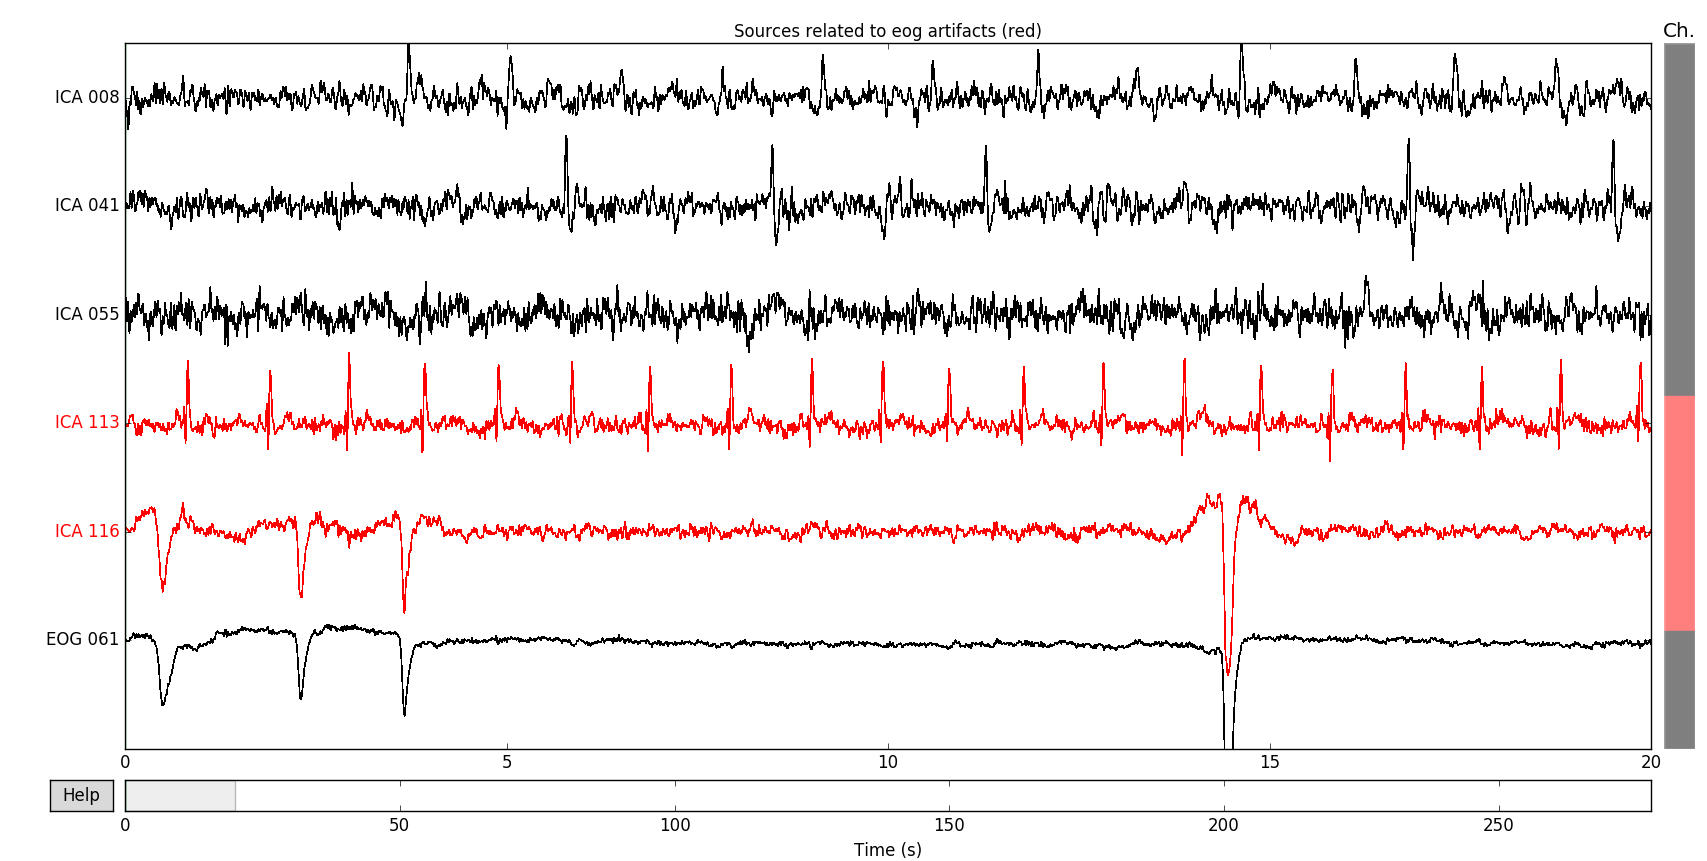 Sources related to eog artifacts (red)
Ch.
ICA 008
ICA 041
ICA 055
ICA 113
ICA 116
EOG 061
0 5 10 15 20
Help
0 50 100 150 200 250
Time (s)